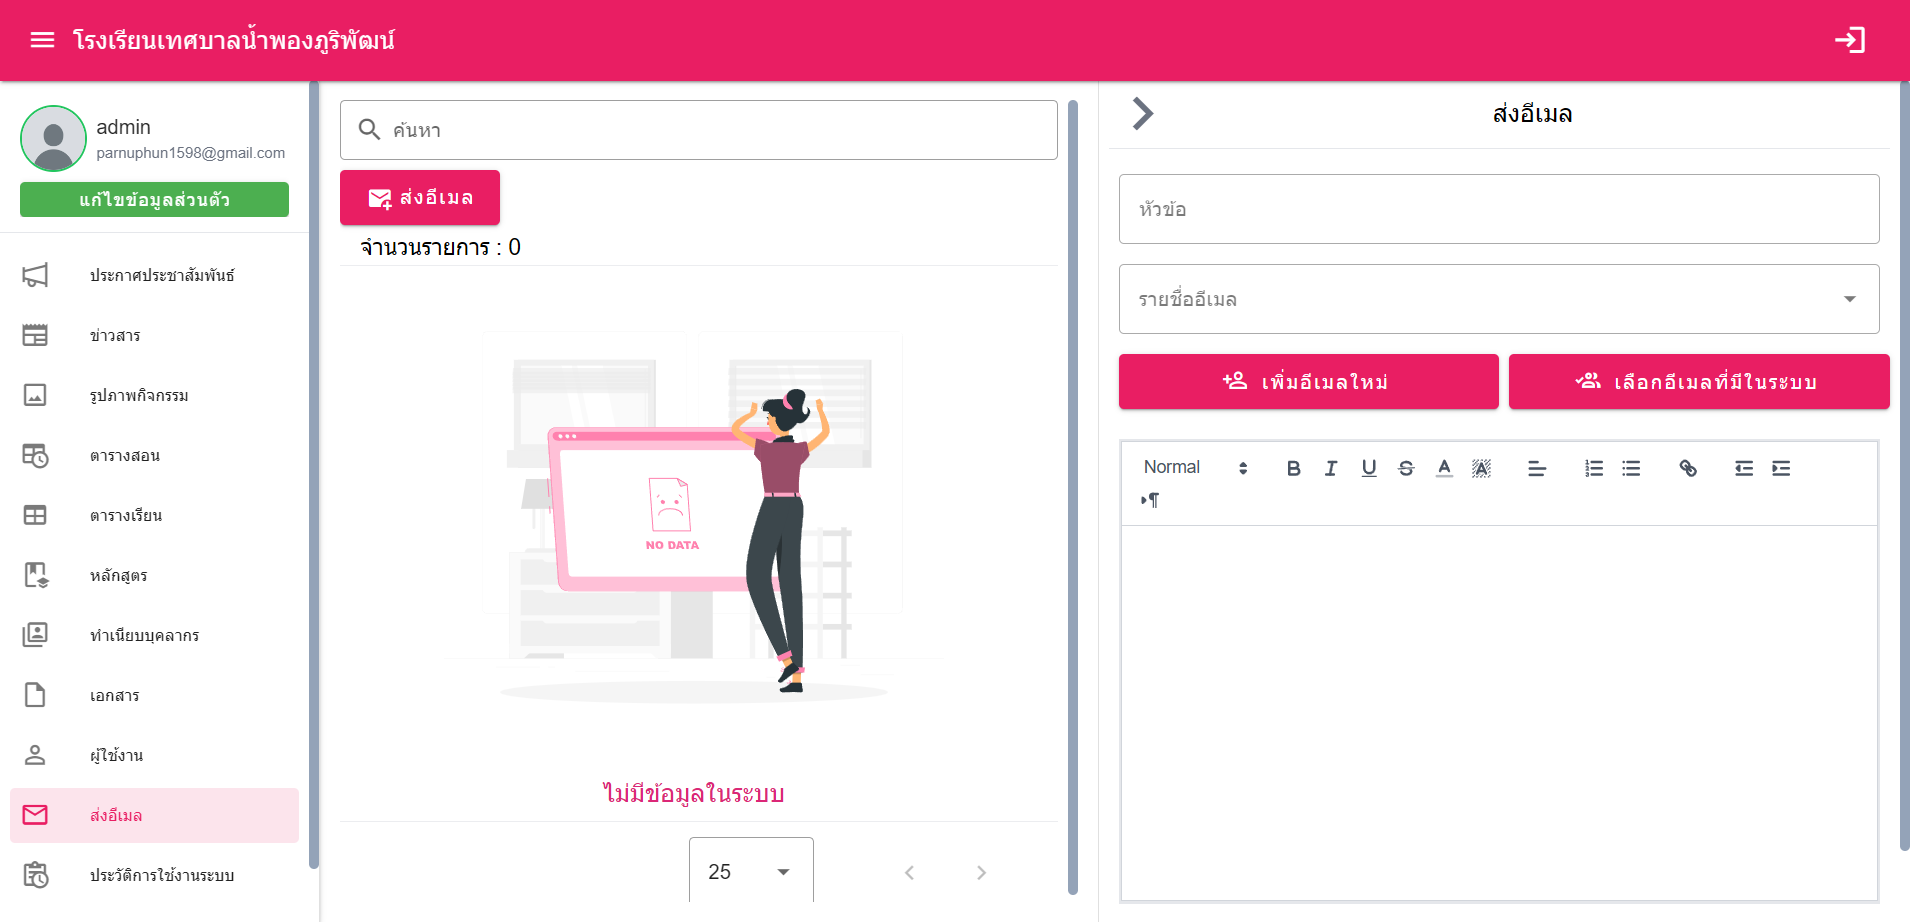 โรงเรียนเทศบาลน้ำพองภูริพัฒน์
admin
parnuphun1598@gmail.com
แก้ไขข้อมูลส่วนตัว
ประกาศประชาสัมพันธ์
ข่าวสาร
รูปภาพกิจกรรม
ตารางสอน
ตารางเรียน
หลักสูตร
ทำเนียบบุคลากร
เอกสาร
ผู้ใช้งาน
ส่งอีเมล
ประวัติการใช้งานระบบ
ค้นหา
ส่งอีเมล
จำนวนรายการ : 0
NO DATA
ไม่มีข้อมูลในระบบ
25
ส่งอีเมล
หัวข้อ
รายชื่ออีเมล
เพิ่มอีเมลใหม่
เลือกอีเมลที่มีในระบบ
Normal